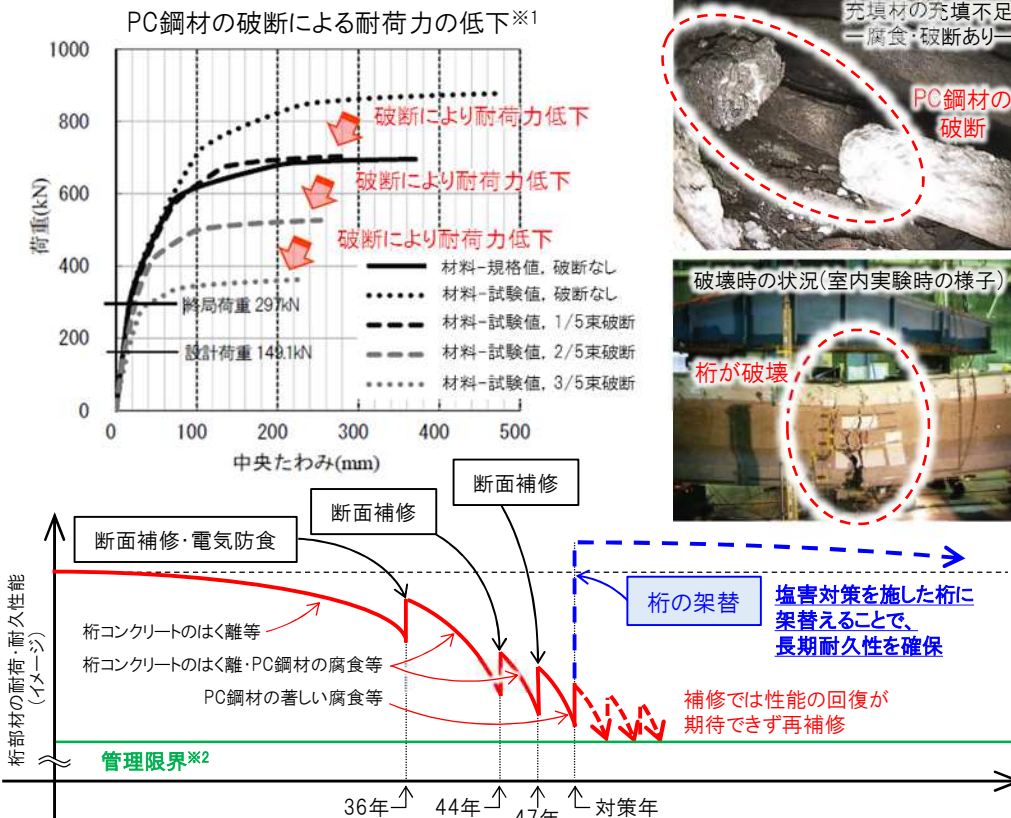 PC鋼材の破断による耐荷力の低下※1
1000
800
600
400
200
0
荷重(kN)
0
100
200
300
400
500
中央たわみ(mm)
破断により耐荷力低下
破断により耐荷力低下
破断により耐荷力低下
終局荷重 297kN
設計荷重 149.1kN
材料−規格値, 破断なし
材料−試験値, 破断なし
材料−試験値, 1/5束破断
材料−試験値, 2/5束破断
材料−試験値, 3/5束破断
充填材の充填不足
―腐食・破断あり―
PC鋼材の
破断
破壊時の状況(室内実験時の様子)
桁が破壊
桁部材の耐荷・耐久性能
(イメージ)
断面補修・電気防食
断面補修
断面補修
桁コンクリートのはく離等
桁コンクリートのはく離・PC鋼材の腐食等
PC鋼材の著しい腐食等
桁の架替
塩害対策を施した桁に
架替えることで、
長期耐久性を確保
補修では性能の回復が
期待できず再補修
管理限界※2
36年
44年
47年
対策年